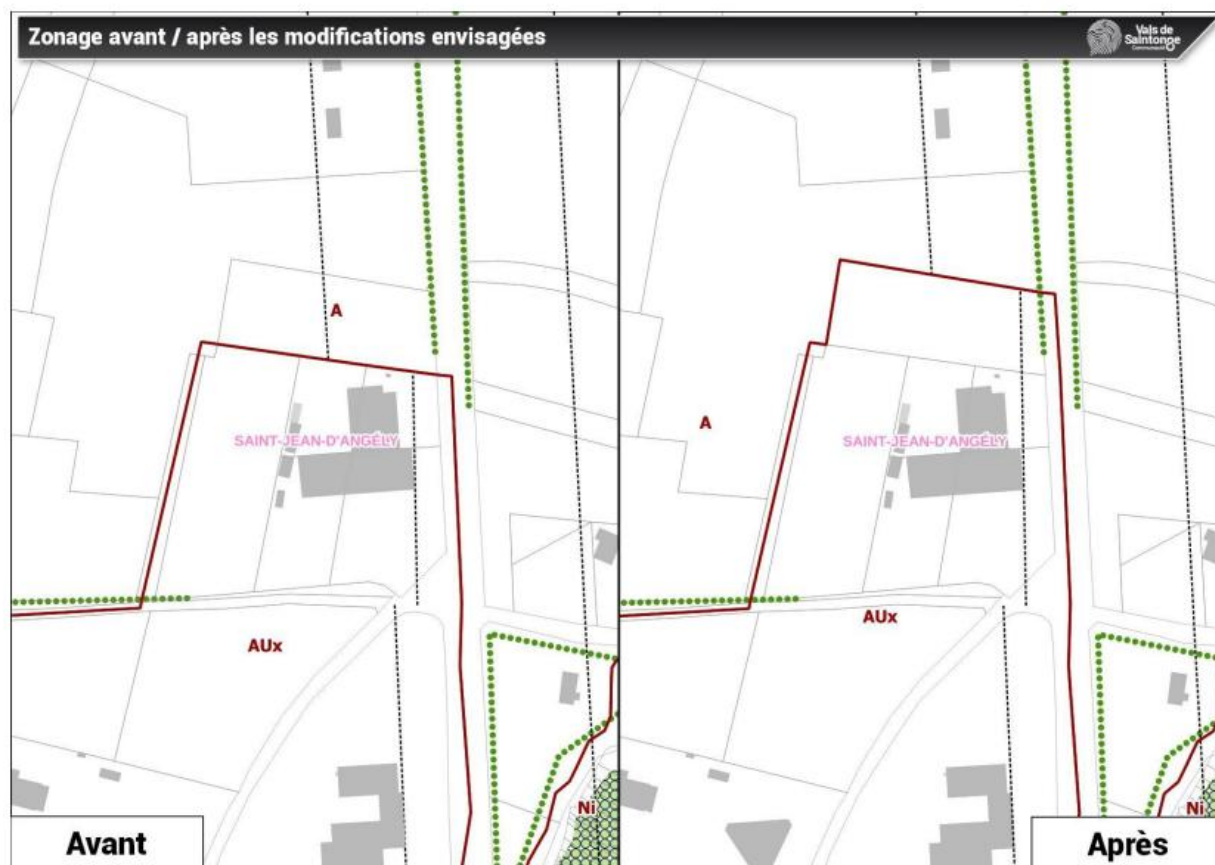 Zonage avant / après les modifications envisagées
Vals de
Saintonge
Communauté
A
SAINT-JEAN-D'ANGÉLY
AUx
Ni
Avant
A
SAINT-JEAN-D'ANGÉLY
AUx
Ni
Après